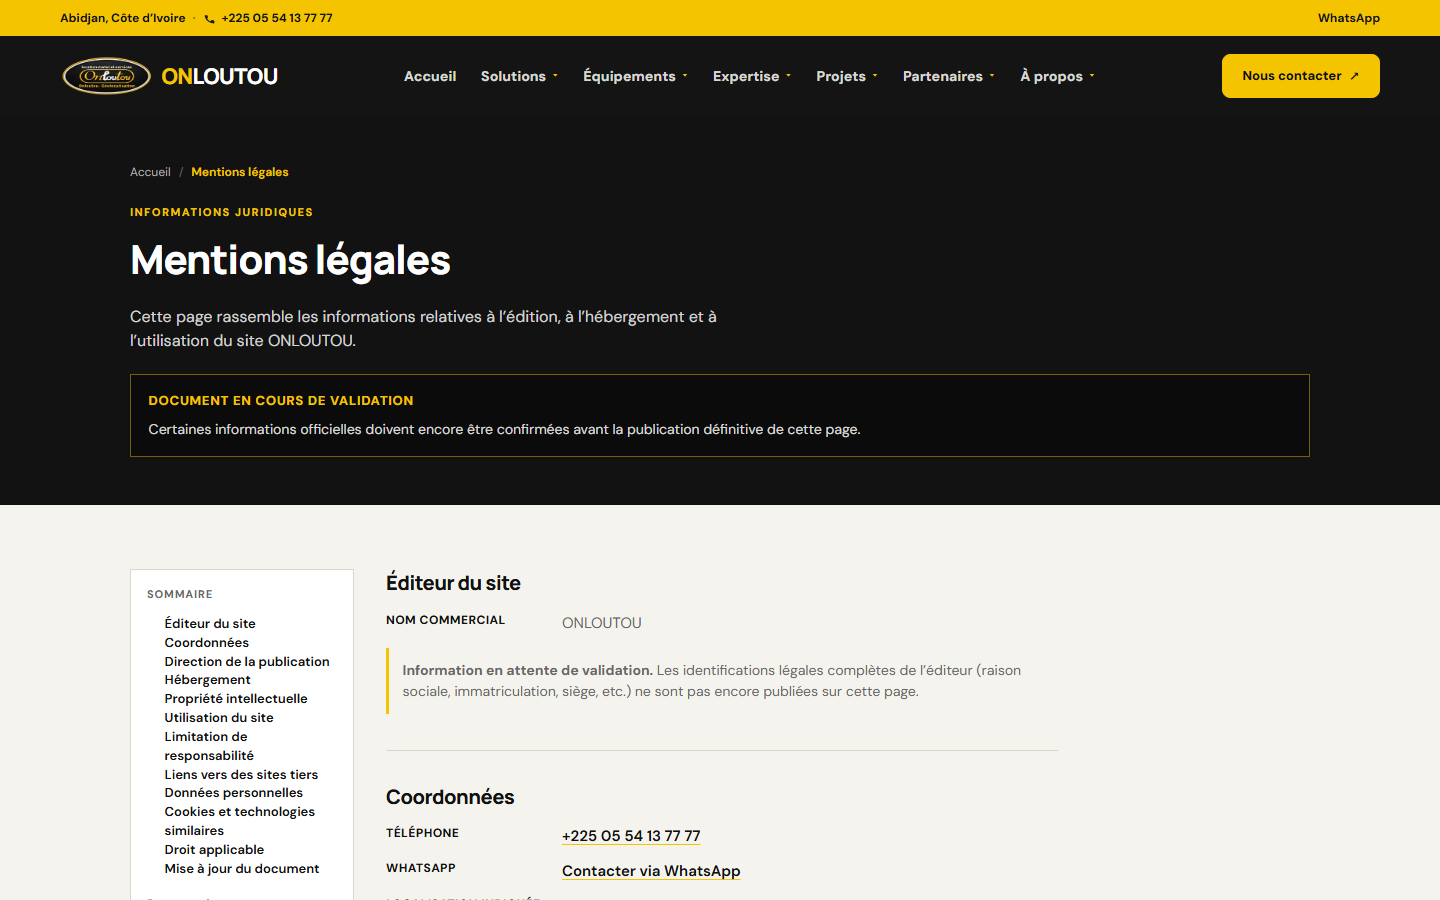 Abidjan, Côte d’Ivoire · +225 05 54 13 77 77
WhatsApp
Onloutou
ONLOUTOU
Accueil
Solutions
Équipements
Expertise
Projets
Partenaires
À propos
Nous contacter ↗
Accueil / Mentions légales
INFORMATIONS JURIDIQUES
Mentions légales
Cette page rassemble les informations relatives à l’édition, à l’hébergement et à
l’utilisation du site ONLOUTOU.
DOCUMENT EN COURS DE VALIDATION
Certaines informations officielles doivent encore être confirmées avant la publication définitive de cette page.
SOMMAIRE
Éditeur du site
Coordonnées
Direction de la publication
Hébergement
Propriété intellectuelle
Utilisation du site
Limitation de
responsabilité
Liens vers des sites tiers
Données personnelles
Cookies et technologies
similaires
Droit applicable
Mise à jour du document
Éditeur du site
NOM COMMERCIAL
ONLOUTOU
Information en attente de validation. Les identifications légales complètes de l’éditeur (raison
sociale, immatriculation, siège, etc.) ne sont pas encore publiées sur cette page.
Coordonnées
TÉLÉPHONE
+225 05 54 13 77 77
WHATSAPP
Contacter via WhatsApp